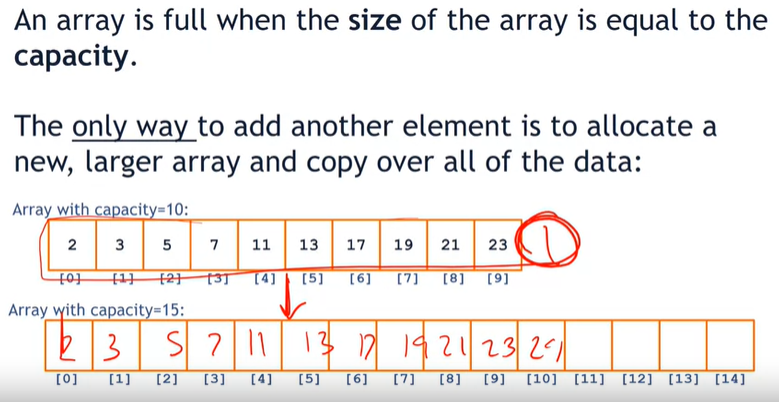 An array is full when the size of the array is equal to the
capacity.
The only way to add another element is to allocate a
new, larger array and copy over all of the data:
Array with capacity=10:
2 3 5 7 11 13 17 19 21 23
[0] [1] [2] [3] [4] [5] [6] [7] [8] [9]
Array with capacity=15:
2 3 5 7 11 13 17 19 21 23 29
[0] [1] [2] [3] [4] [5] [6] [7] [8] [9] [10] [11] [12] [13] [14]